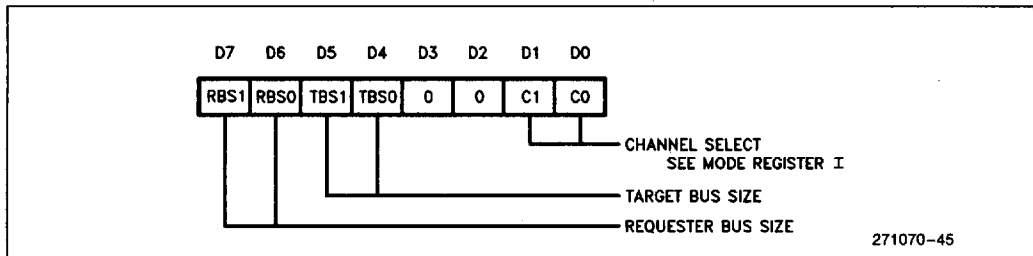 D7 D6 D5 D4 D3 D2 D1 D0
RBS1 RBS0 TBS1 TBS0 0 0 C1 C0
CHANNEL SELECT
SEE MODE REGISTER I
TARGET BUS SIZE
REQUESTER BUS SIZE
271070-45